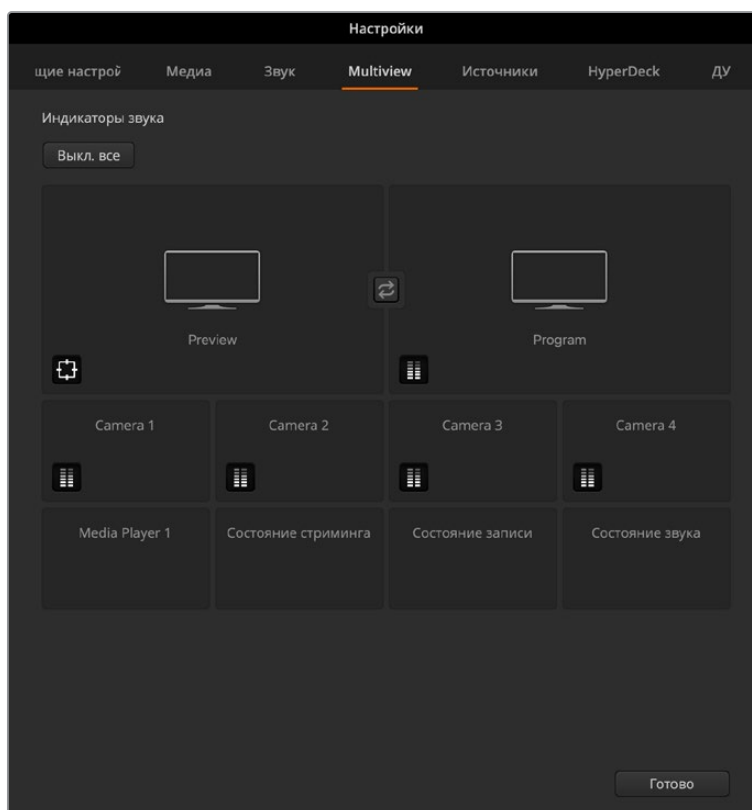 Настройки
щие настрой Медиа Звук Multiview Источники HyperDeck ДУ
Индикаторы звука
Выкл. все
Preview Program
Camera 1 Camera 2 Camera 3 Camera 4
Media Player 1 Состояние стриминга Состояние записи Состояние звука
Готово